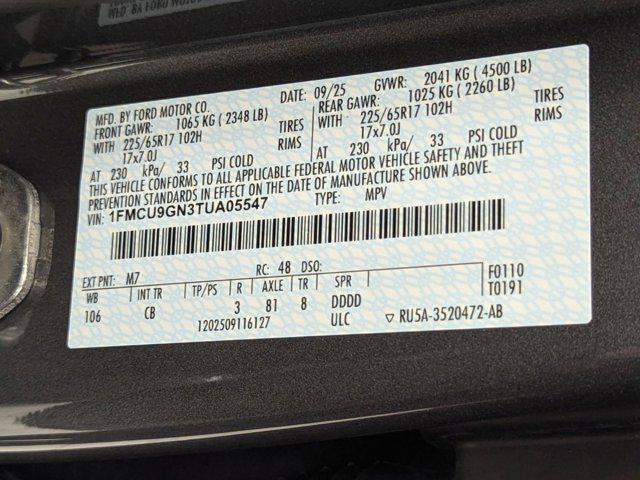 MFD. BY FORD MOTOR CO. DATE: 09/25 GVWR: 2041 KG ( 4500 LB)
FRONT GAWR: 1065 KG ( 2348 LB) REAR GAWR: 1025 KG ( 2260 LB)
WITH 225/65R17 102H TIRES WITH 225/65R17 102H TIRES
17x7.0J RIMS 17x7.0J RIMS
AT 230 kPa/ 33 PSI COLD AT 230 kPa/ 33 PSI COLD
THIS VEHICLE CONFORMS TO ALL APPLICABLE FEDERAL MOTOR VEHICLE SAFETY AND THEFT
PREVENTION STANDARDS IN EFFECT ON THE DATE OF MANUFACTURE SHOWN ABOVE.
VIN: 1FMCU9GN3TUA05547 TYPE: MPV
EXT PNT: M7 RC: 48 DSO: F0110
WB INT TR TP/PS R AXLE TR SPR T0191
106 CB 3 81 8 DDDD
1202509116127 ULC ▽ RU5A-3520472-AB